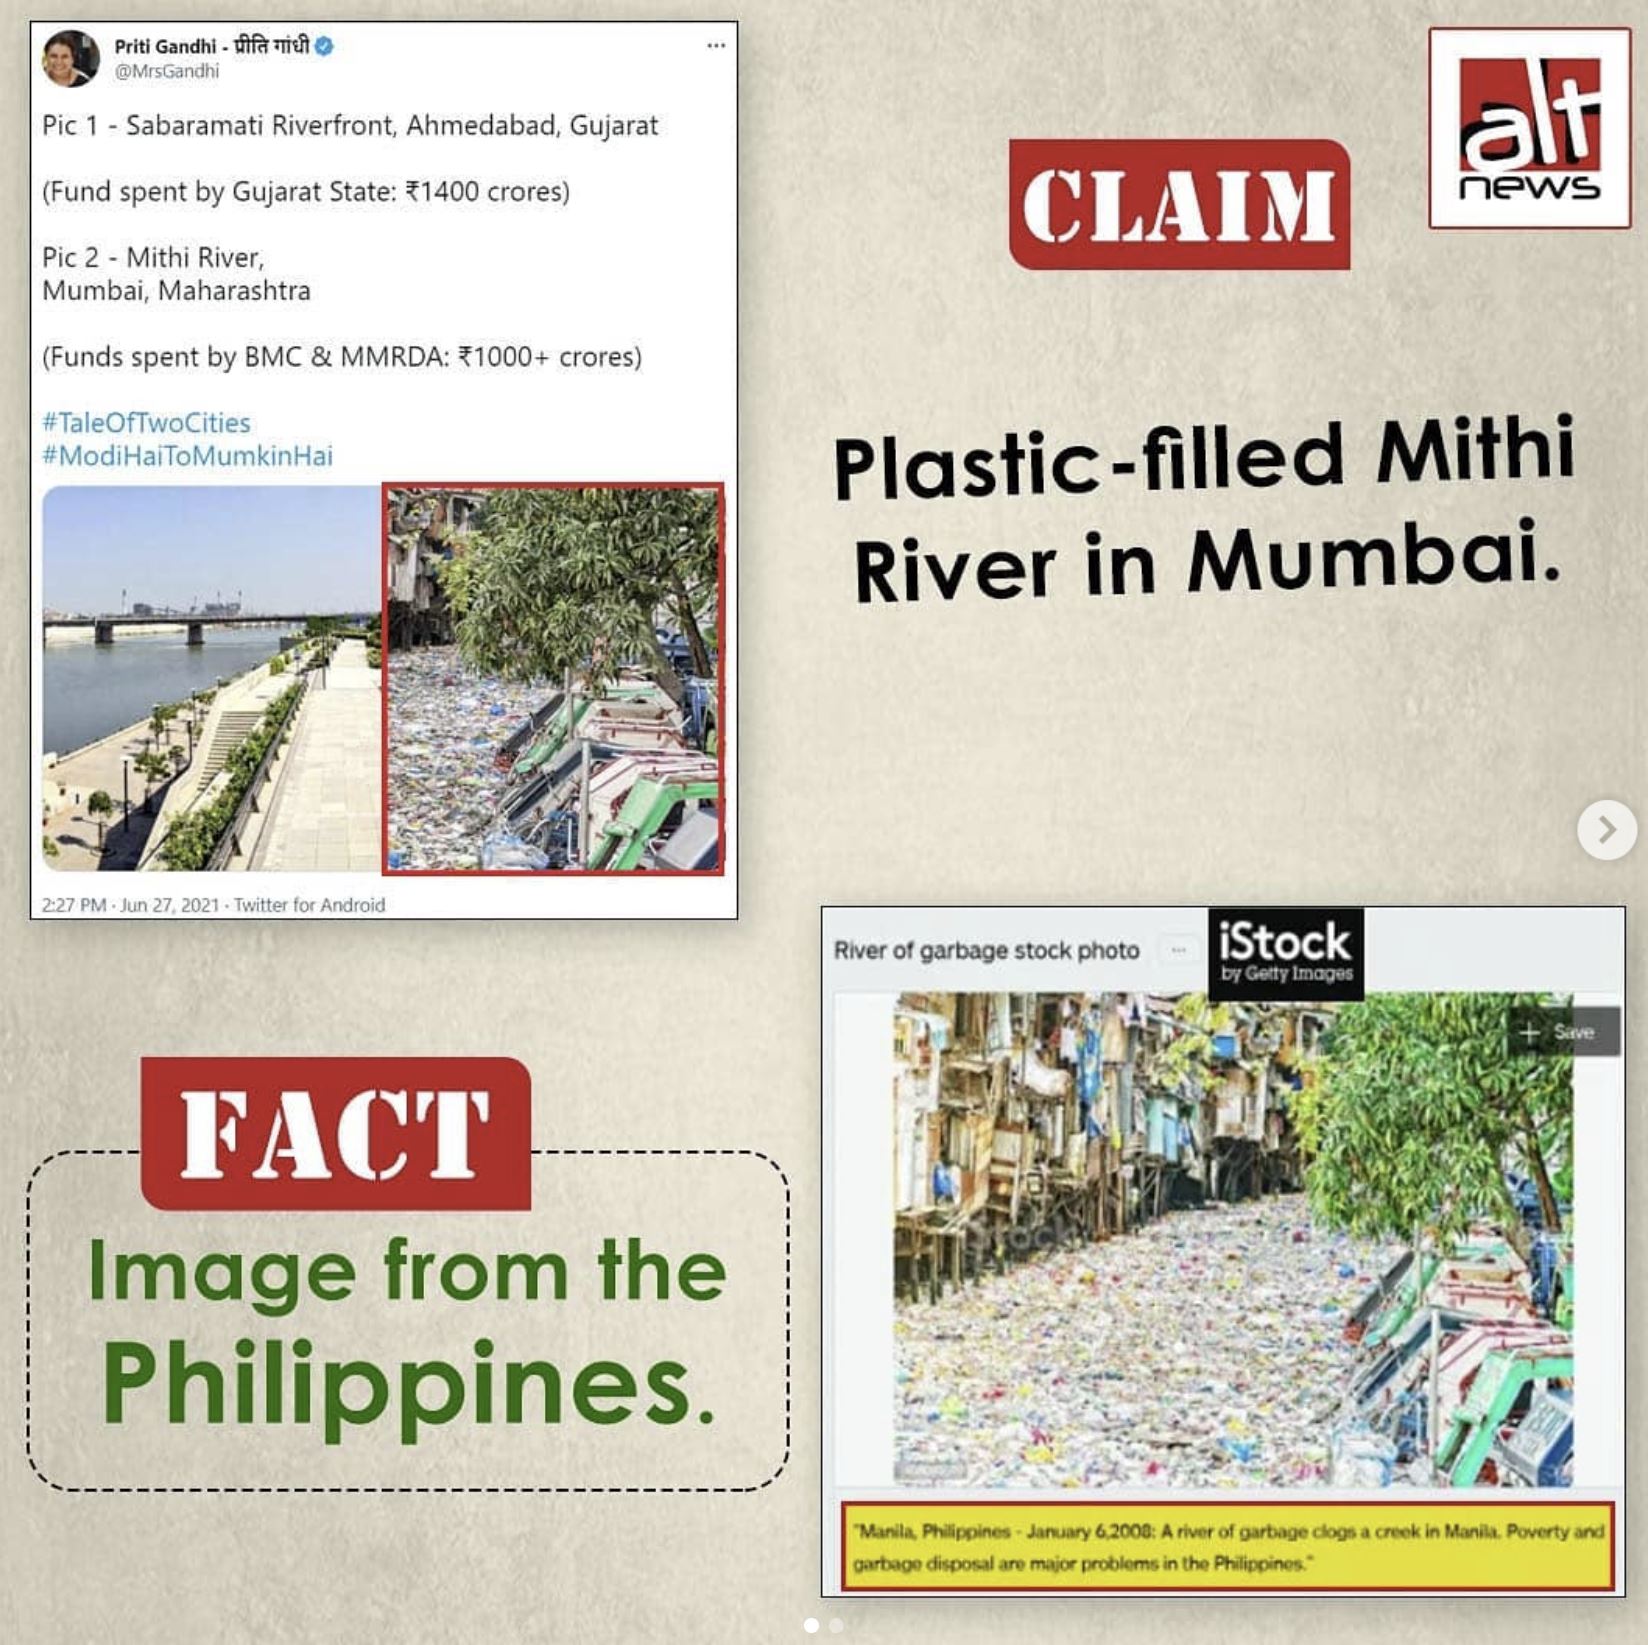 Priti Gandhi - प्रीति गांधी
@MrsGandhi
Pic 1 - Sabaramati Riverfront, Ahmedabad, Gujarat
(Fund spent by Gujarat State: ₹1400 crores)
Pic 2 - Mithi River,
Mumbai, Maharashtra
(Funds spent by BMC & MMRDA: ₹1000+ crores)
#TaleOfTwoCities
#ModiHaiToMumkinHai
2:27 PM · Jun 27, 2021 · Twitter for Android
alt
news
CLAIM
Plastic-filled Mithi
River in Mumbai.
FACT
Image from the
Philippines.
River of garbage stock photo
iStock
by Getty Images
+ Save
iStock
"Manila, Philippines - January 6,2008: A river of garbage clogs a creek in Manila. Poverty and
garbage disposal are major problems in the Philippines."